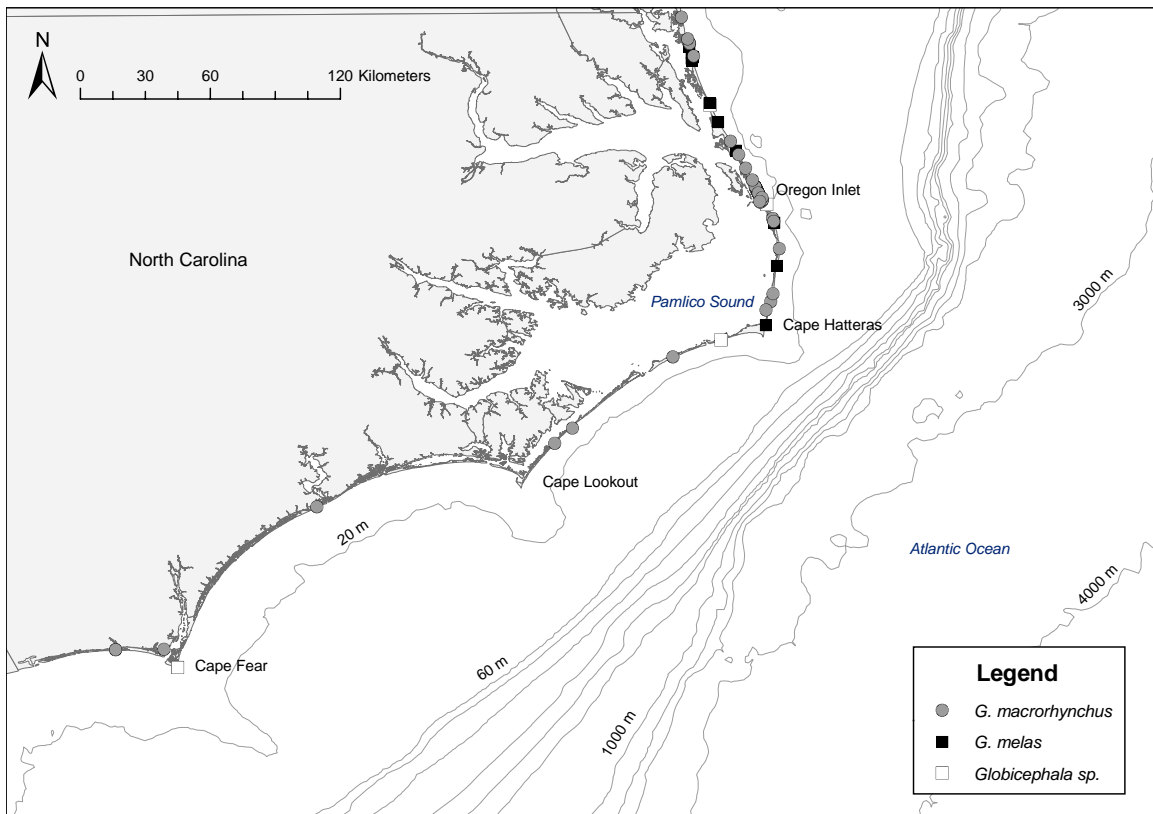 N
0 30 60 120 Kilometers
Oregon Inlet
North Carolina
Pamlico Sound
3000 m
Cape Hatteras
Cape Lookout
20 m
Atlantic Ocean
4000 m
Cape Fear
60 m
1000 m
Legend
G. macrorhynchus
G. melas
Globicephala sp.